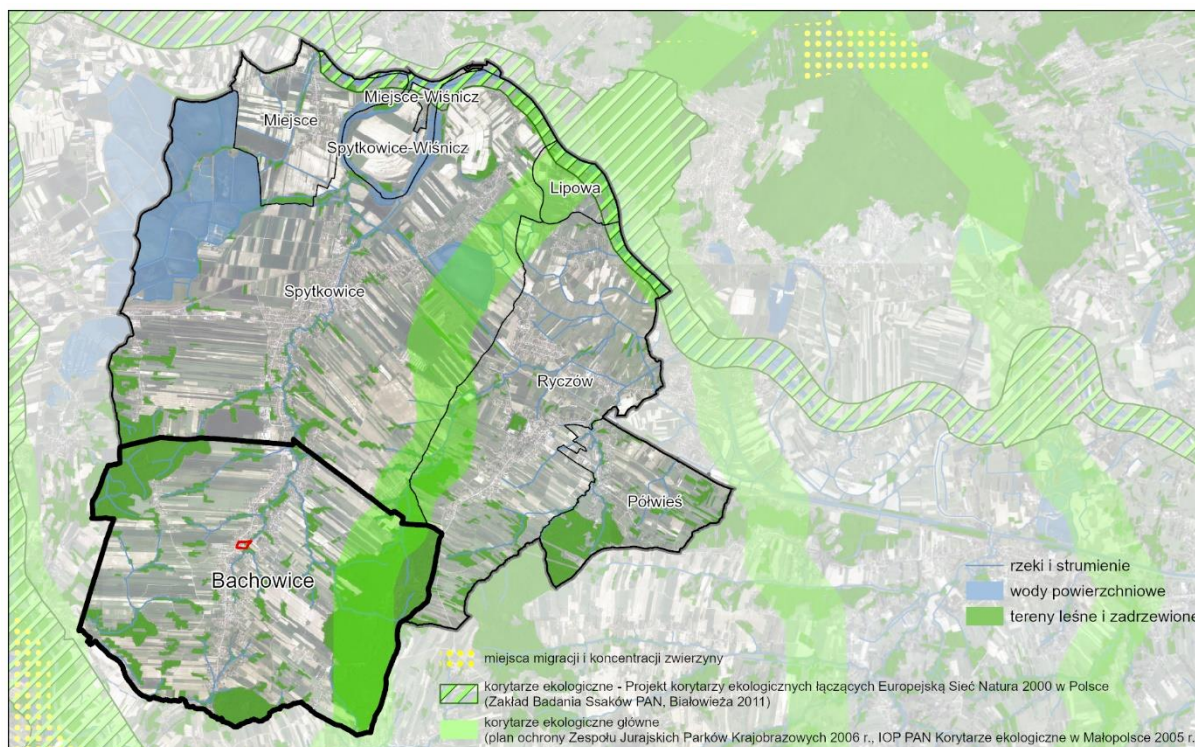 Miejsce-Wiśnicz
Miejsce
Spytkowice-Wiśnicz
Lipowa
Spytkowice
Ryczów
Półwieś
Bachowice
rzeki i strumienie
wody powierzchniowe
tereny leśne i zadrzewione
miejsca migracji i koncentracji zwierzyny
korytarze ekologiczne - Projekt korytarzy ekologicznych łączących Europejską Sieć Natura 2000 w Polsce
(Zakład Badania Ssaków PAN, Białowieża 2011)
korytarze ekologiczne główne
(plan ochrony Zespołu Jurajskich Parków Krajobrazowych 2006 r., IOP PAN Korytarze ekologiczne w Małopolsce 2005 r.